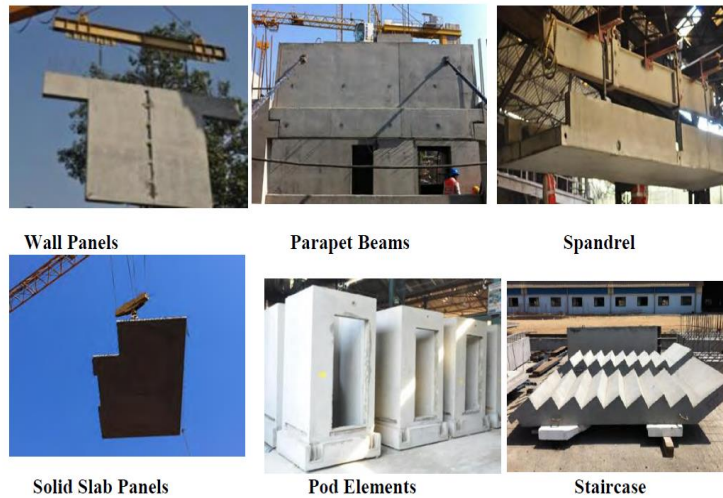 Wall Panels
Parapet Beams
Spandrel
Solid Slab Panels
Pod Elements
Staircase